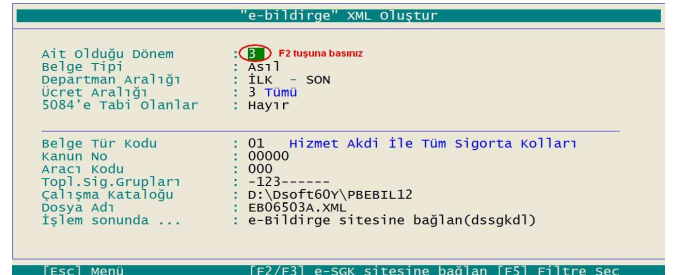 "e-bildirge" XML Oluştur
Ait Olduğu Dönem : 3 F2 tuşuna basınız
Belge Tipi : Asıl
Departman Aralığı : İLK - SON
Ücret Aralığı : 3 Tümü
5084'e Tabi Olanlar : Hayır
Belge Tür Kodu : 01 Hizmet Akdi İle Tüm Sigorta Kolları
Kanun No : 00000
Aracı Kodu : 000
Topl.Sig.Grupları : -123------
Çalışma Kataloğu : D:\Dsoft60Y\PBEBIL12
Dosya Adı : EB06503A.XML
İşlem sonunda ... : e-Bildirge sitesine bağlan(dssgkdl)
[Esc] Menü [F2/F3] e-SGK sitesine bağlan [F5] Filtre Seç